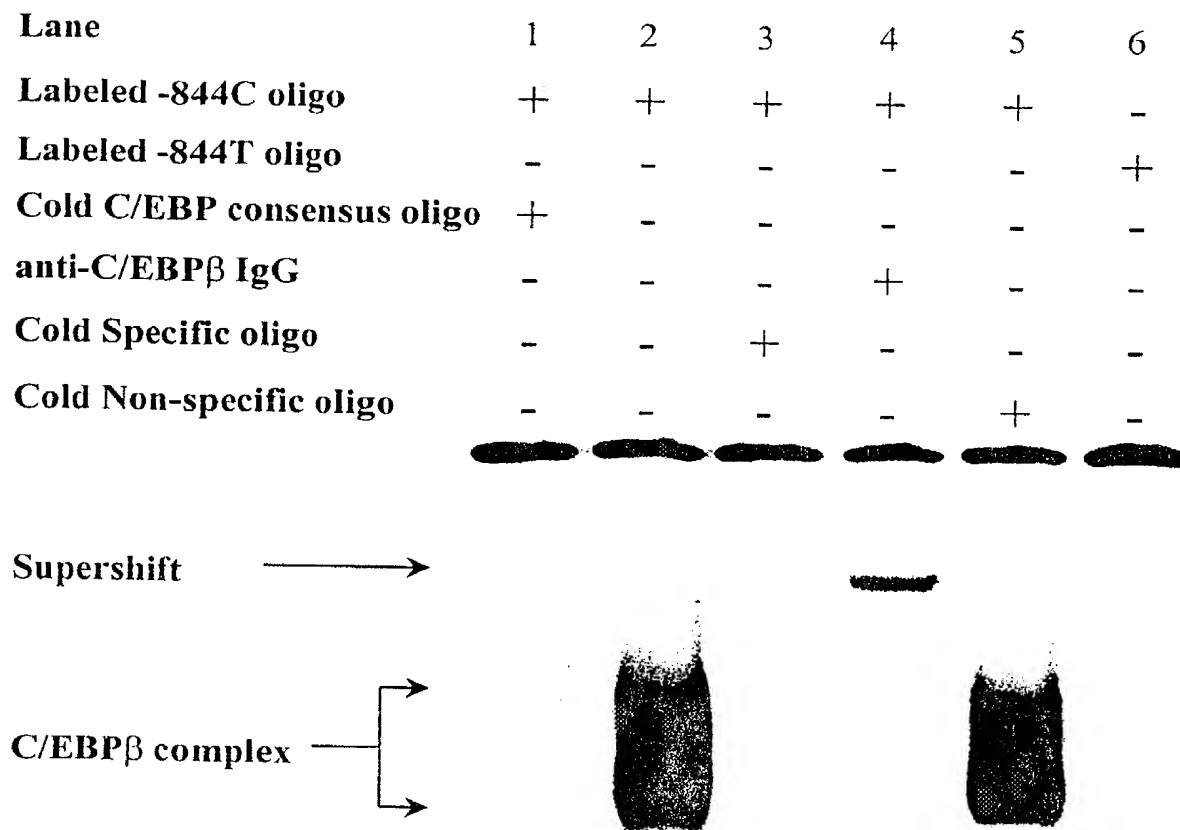 Lane 1 2 3 4 5 6
Labeled -844C oligo + + + + + -
Labeled -844T oligo - - - - - +
Cold C/EBP consensus oligo + - - - - -
anti-C/EBPβ IgG - - - + - -
Cold Specific oligo - - + - - -
Cold Non-specific oligo - - - - + -
Supershift
C/EBPβ complex